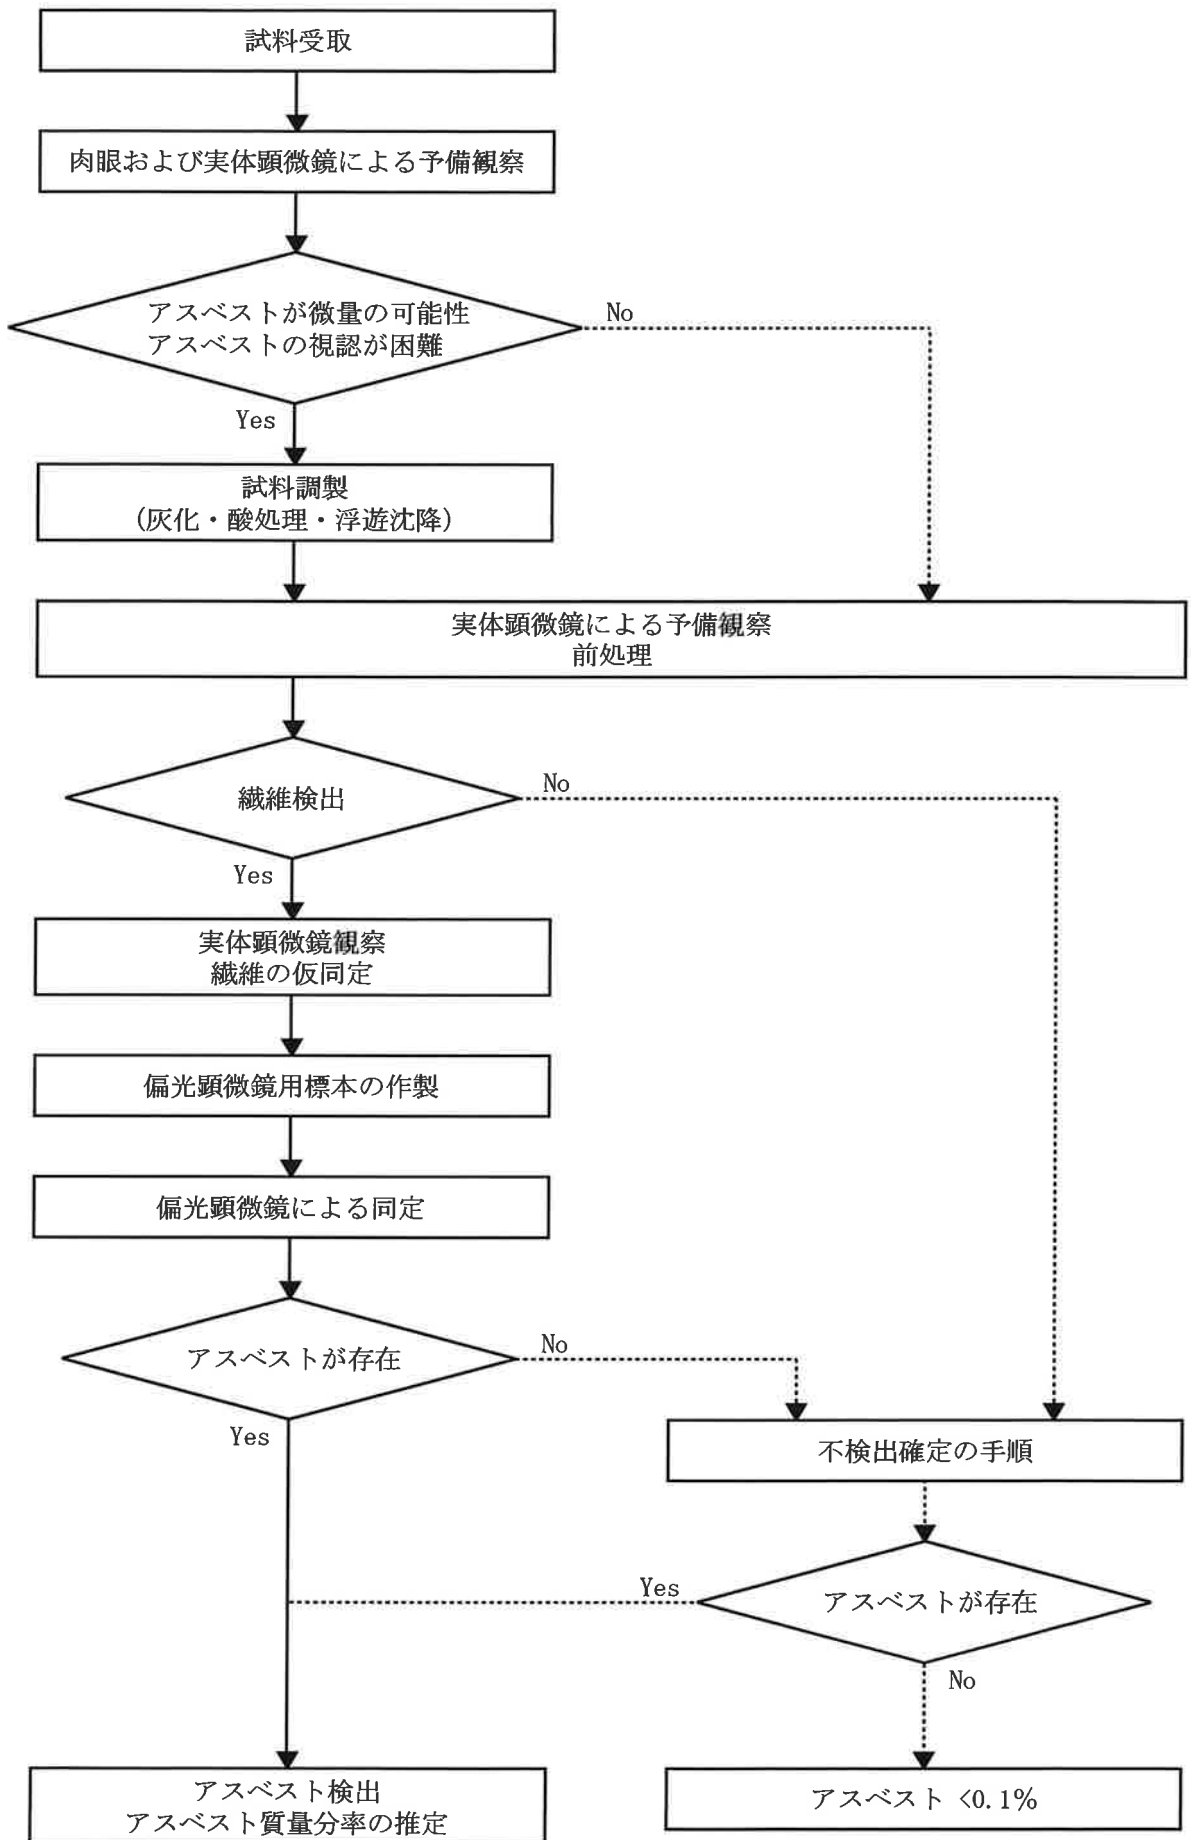 試料受取
肉眼および実体顕微鏡による予備観察
アスベストが微量の可能性
アスベストの視認が困難
No
Yes
試料調製
(灰化・酸処理・浮遊沈降)
実体顕微鏡による予備観察
前処理
繊維検出
No
Yes
実体顕微鏡観察
繊維の仮同定
偏光顕微鏡用標本の作製
偏光顕微鏡による同定
アスベストが存在
No
Yes
不検出確定の手順
アスベストが存在
Yes
No
アスベスト検出
アスベスト質量分率の推定
アスベスト <0.1%